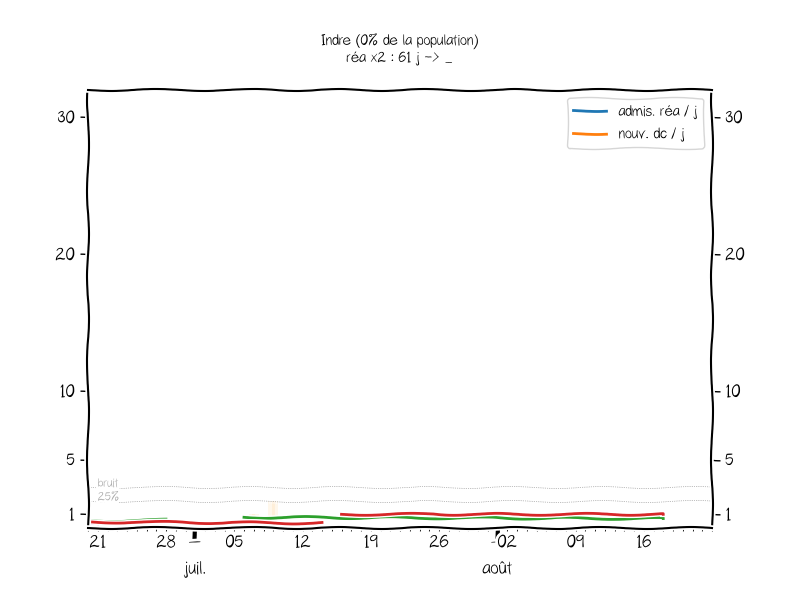 Indre (0% de la population)
réa x2 : 61 j -> _
admis. réa / j
nouv. dc / j
30
30
20
20
10
10
5
5
bruit
25%
1
1
21 28 05 12 19 26 02 09 16
juil. août